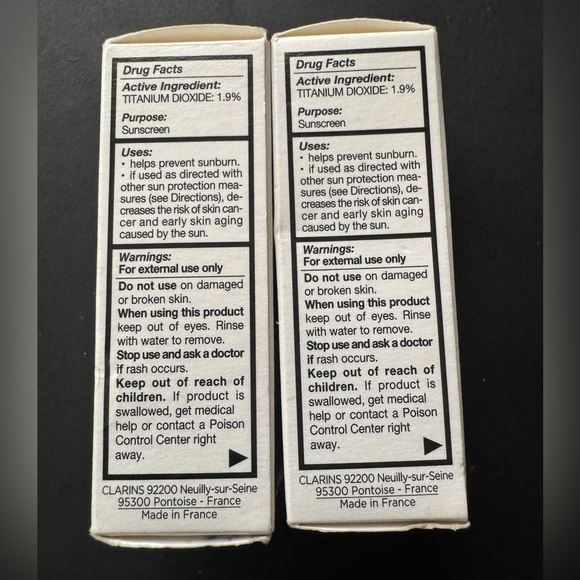 Drug Facts
Active Ingredient:
TITANIUM DIOXIDE: 1.9%
Purpose:
Sunscreen
Uses:
• helps prevent sunburn.
• if used as directed with
other sun protection mea-
sures (see Directions), de-
creases the risk of skin can-
cer and early skin aging
caused by the sun.
Warnings:
For external use only
Do not use on damaged
or broken skin.
When using this product
keep out of eyes. Rinse
with water to remove.
Stop use and ask a doctor
if rash occurs.
Keep out of reach of
children. If product is
swallowed, get medical
help or contact a Poison
Control Center right
away.
CLARINS 92200 Neuilly-sur-Seine
95300 Pontoise - France
Made in France
Drug Facts
Active Ingredient:
TITANIUM DIOXIDE: 1.9%
Purpose:
Sunscreen
Uses:
• helps prevent sunburn.
• if used as directed with
other sun protection mea-
sures (see Directions), de-
creases the risk of skin can-
cer and early skin aging
caused by the sun.
Warnings:
For external use only
Do not use on damaged
or broken skin.
When using this product
keep out of eyes. Rinse
with water to remove.
Stop use and ask a doctor
if rash occurs.
Keep out of reach of
children. If product is
swallowed, get medical
help or contact a Poison
Control Center right
away.
CLARINS 92200 Neuilly-sur-Seine
95300 Pontoise - France
Made in France